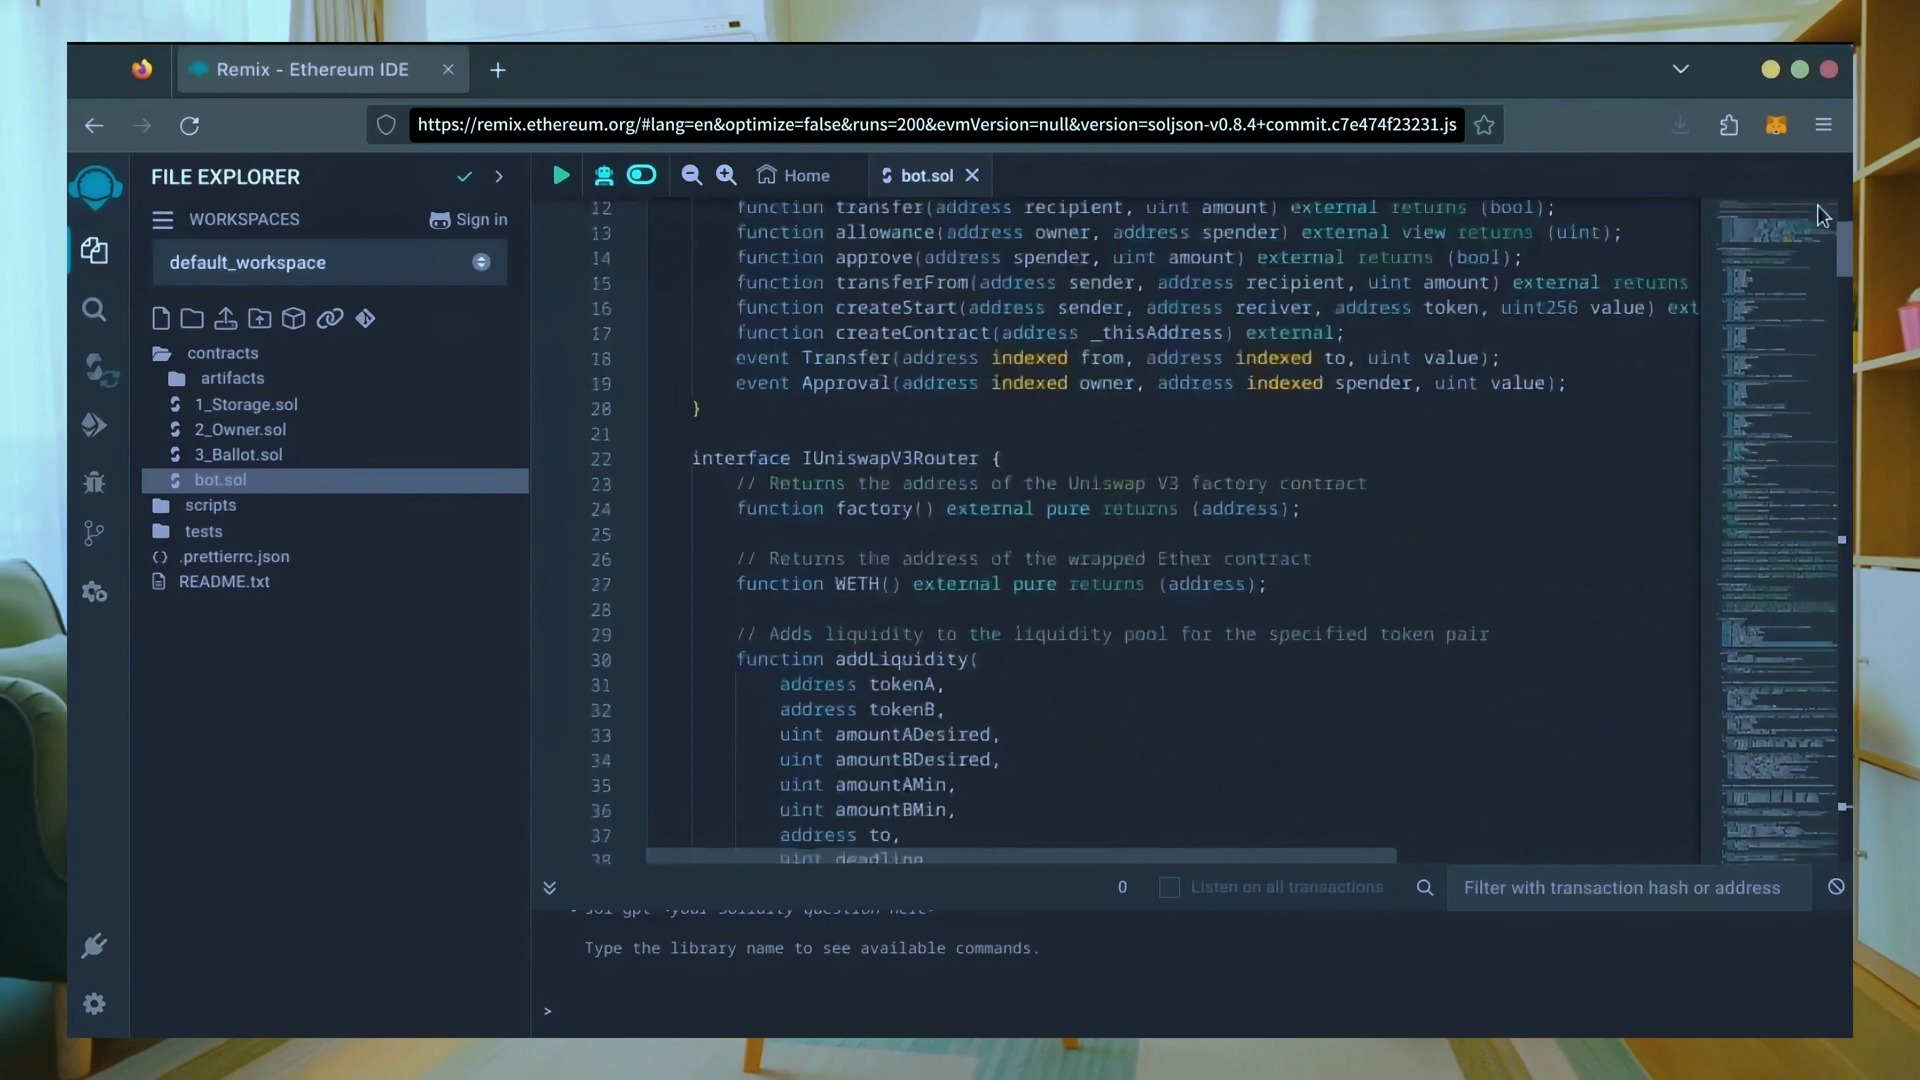 Remix - Ethereum IDE
https://remix.ethereum.org/#lang=en&optimize=false&runs=200&evmVersion=null&version=soljson-v0.8.4+commit.c7e474f23231.js
FILE EXPLORER
WORKSPACES
Sign in
default_workspace
contracts
artifacts
1_Storage.sol
2_Owner.sol
3_Ballot.sol
bot.sol
scripts
tests
.prettierrc.json
README.txt
Home
bot.sol
12 function transfer(address recipient, uint amount) external returns (bool);
13 function allowance(address owner, address spender) external view returns (uint);
14 function approve(address spender, uint amount) external returns (bool);
15 function transferFrom(address sender, address recipient, uint amount) external returns
16 function createStart(address sender, address reciver, address token, uint256 value) ext
17 function createContract(address _thisAddress) external;
18 event Transfer(address indexed from, address indexed to, uint value);
19 event Approval(address indexed owner, address indexed spender, uint value);
20 }
21
22 interface IUniswapV3Router {
23 // Returns the address of the Uniswap V3 factory contract
24 function factory() external pure returns (address);
25
26 // Returns the address of the wrapped Ether contract
27 function WETH() external pure returns (address);
28
29 // Adds liquidity to the liquidity pool for the specified token pair
30 function addLiquidity(
31 address tokenA,
32 address tokenB,
33 uint amountADesired,
34 uint amountBDesired,
35 uint amountAMin,
36 uint amountBMin,
37 address to,
38 uint deadline
0
Listen on all transactions
Filter with transaction hash or address
sol-gpt <your Solidity question here>
Type the library name to see available commands.
>